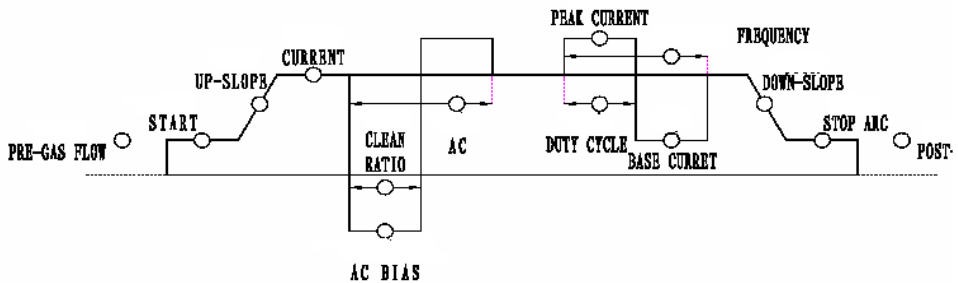 PEAK CURRENT
FREQUENCY
CURRENT
UP-SLOPE
DOWN-SLOPE
START
STOP ARC
PRE-GAS FLOW
CLEAN
RATIO
AC
DUTY CYCLE
BASE CURRET
POST-
AC BIAS